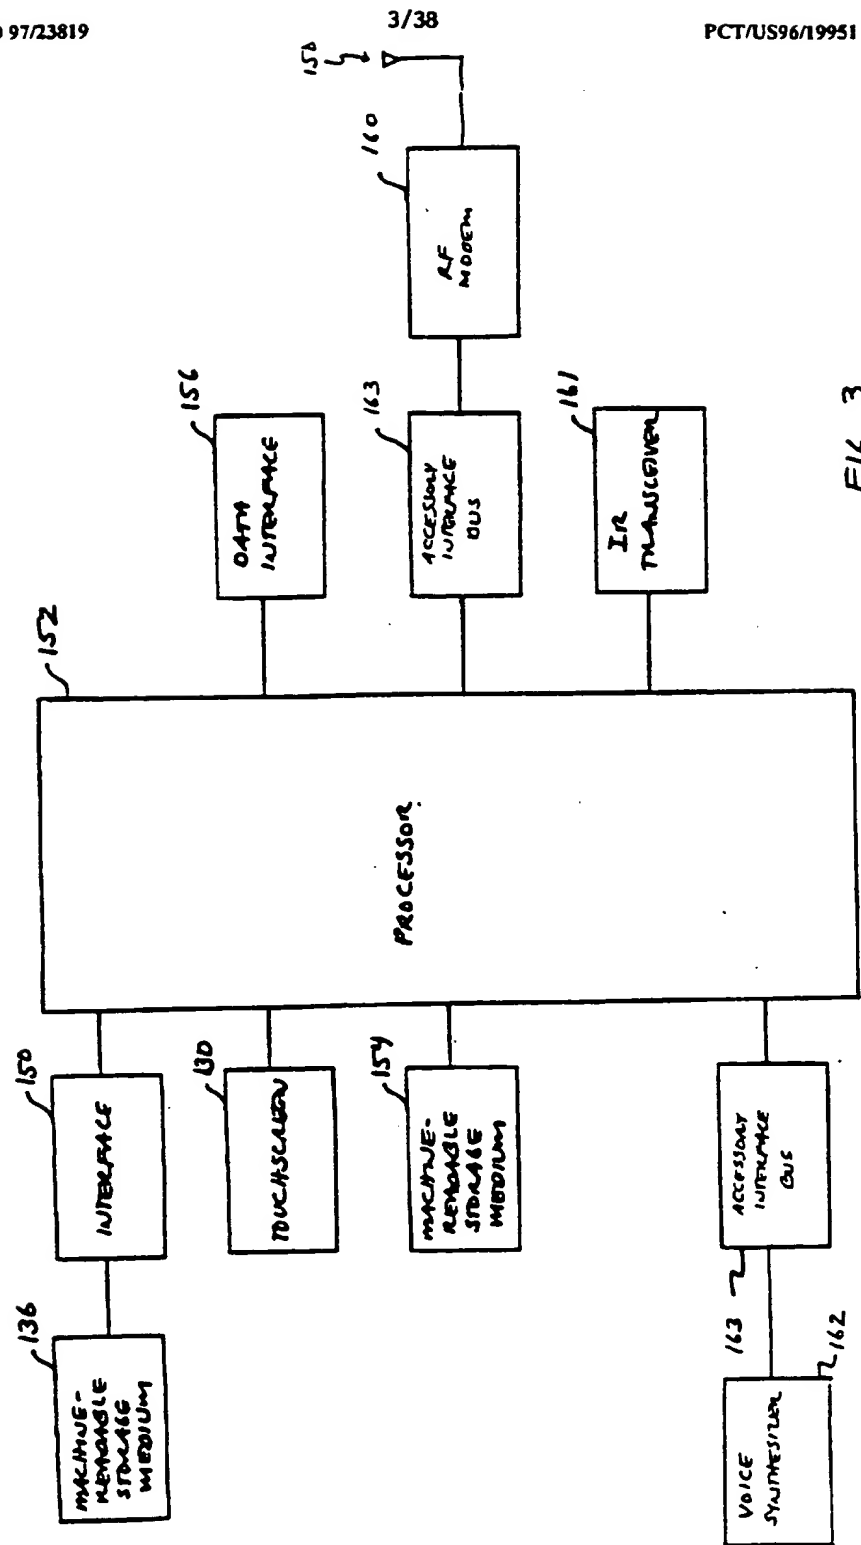 97/23819
3/38
PCT/US96/19951
150
160
RF
MODEM
156
DATA
INTERFACE
163
ACCESSORY
INTERFACE
BUS
161
IR
TRANSCEIVER
FIG. 3
152
PROCESSOR
150
INTERFACE
130
TOUCHSCREEN
154
MACHINE-
READABLE
STORAGE
MEDIUM
ACCESSORY
INTERFACE
BUS
136
MACHINE-
READABLE
STORAGE
MEDIUM
163
162
VOICE
SYNTHESIZER